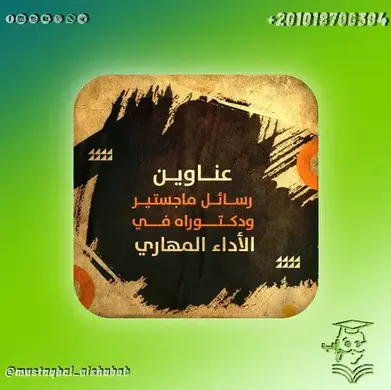 +201018706304
عناوين
رسائل ماجستير
ودكتوراه في
الأداء المهاري
@mustaqbal_alshabab